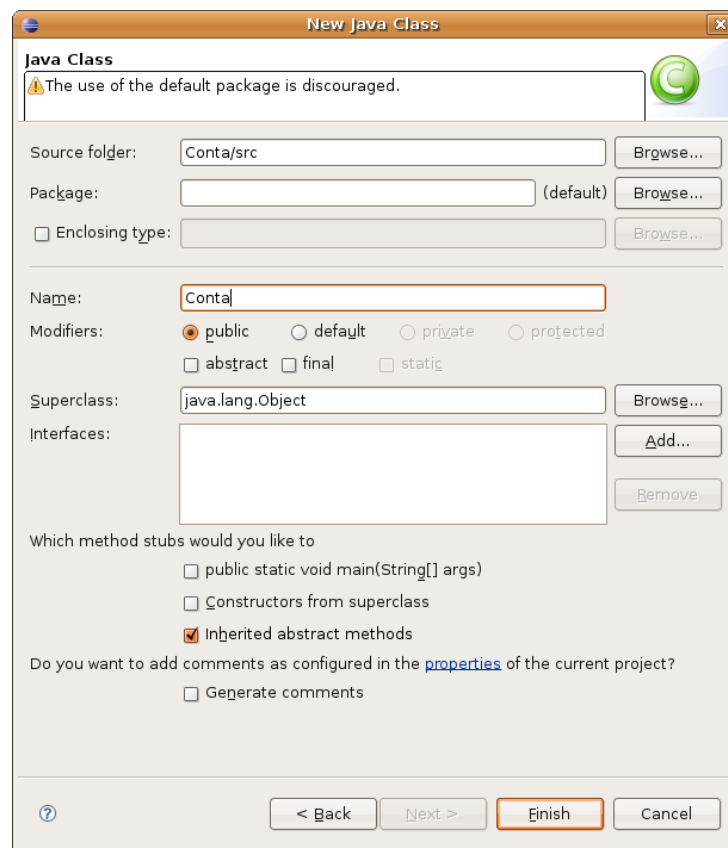 New Java Class
Java Class
The use of the default package is discouraged.
Source folder: Conta/src Browse...
Package: (default) Browse...
Enclosing type: Browse...
Name: Conta
Modifiers: public default private protected
abstract final static
Superclass: java.lang.Object Browse...
Interfaces: Add...
Remove
Which method stubs would you like to
public static void main(String[] args)
Constructors from superclass
Inherited abstract methods
Do you want to add comments as configured in the properties of the current project?
Generate comments
? < Back Next > Finish Cancel